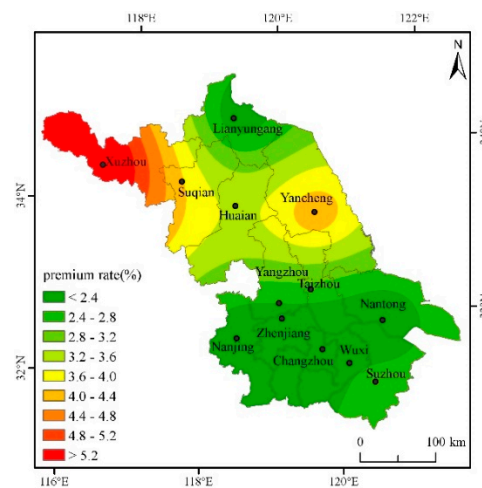 118°E 120°E 122°E
N
Lianyungang
Xuzhou
Suqian
34°N
Huaian
Yancheng
premium rate(%)
Yangzhou
Taizhou
< 2.4
2.4 - 2.8
Nantong
2.8 - 3.2
Zhenjiang
3.2 - 3.6
Nanjing
Changzhou
Wuxi
3.6 - 4.0
32°N
Suzhou
4.0 - 4.4
4.4 - 4.8
4.8 - 5.2
0 100 km
> 5.2
116°E 118°E 120°E